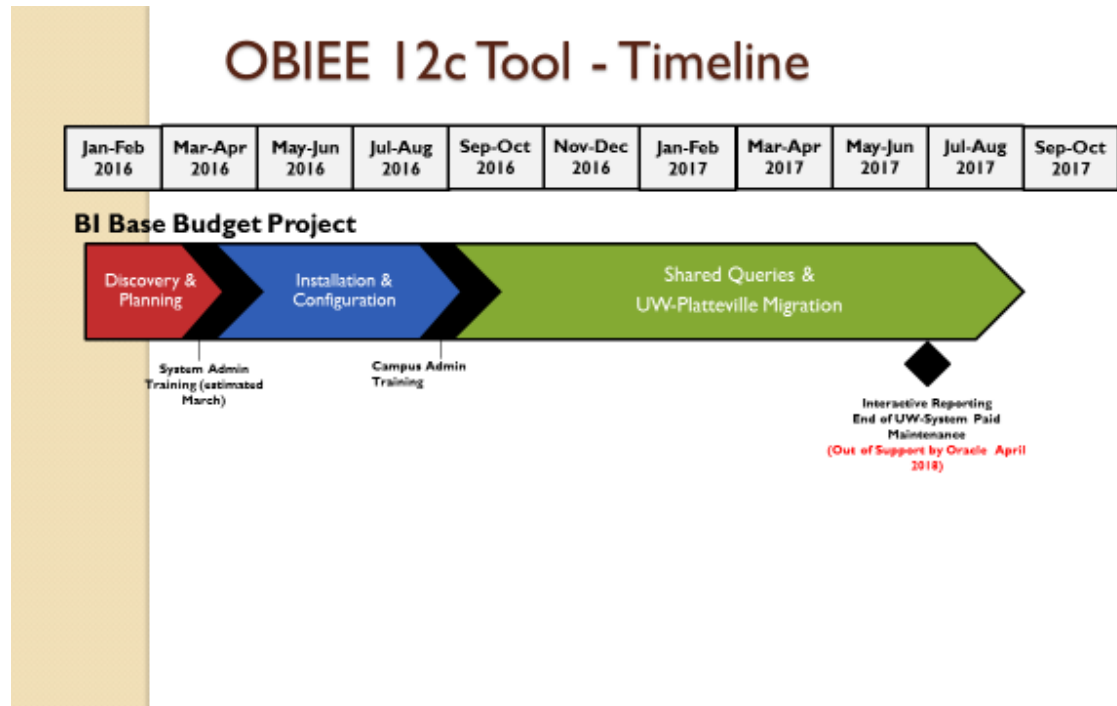 OBIEE 12c Tool - Timeline
Jan-Feb
2016
Mar-Apr
2016
May-Jun
2016
Jul-Aug
2016
Sep-Oct
2016
Nov-Dec
2016
Jan-Feb
2017
Mar-Apr
2017
May-Jun
2017
Jul-Aug
2017
Sep-Oct
2017
BI Base Budget Project
Discovery &
Planning
Installation &
Configuration
Shared Queries &
UW-Platteville Migration
System Admin
Training (estimated
March)
Campus Admin
Training
Interactive Reporting
End of UW-System Paid
Maintenance
(Out of Support by Oracle April
2018)